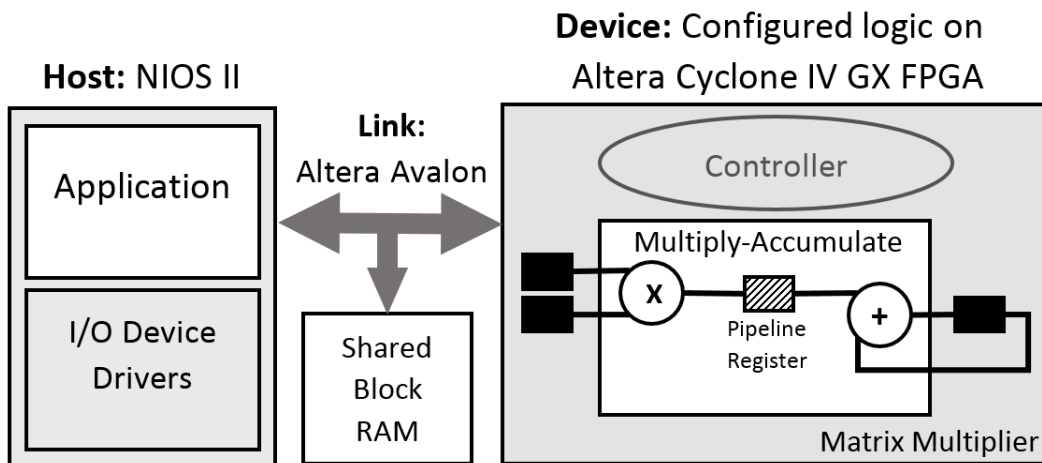 Host: NIOS II
Application
I/O Device
Drivers
Link:
Altera Avalon
Shared
Block
RAM
Device: Configured logic on
Altera Cyclone IV GX FPGA
Controller
Multiply-Accumulate
X
+
Pipeline
Register
Matrix Multiplier